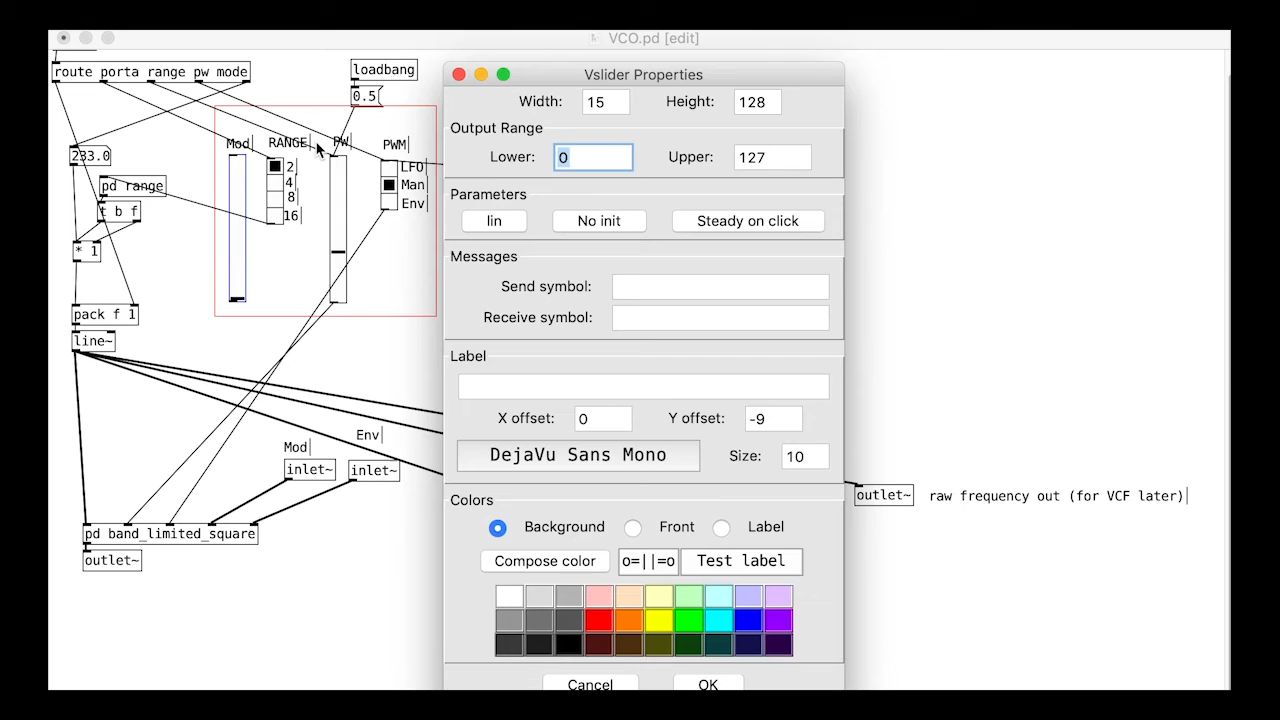 VCO.pd [edit]
route porta range pw mode
loadbang
0.5
Mod
RANGE
PW
PWM
233.0
2
4
8
16
LFO
Man
Env
pd range
t b f
* 1
pack f 1
line~
Env
Mod
inlet~
inlet~
pd band_limited_square
outlet~
Vslider Properties
Width: 15 Height: 128
Output Range
Lower: 0 Upper: 127
Parameters
lin No init Steady on click
Messages
Send symbol:
Receive symbol:
Label
X offset: 0 Y offset: -9
DejaVu Sans Mono Size: 10
Colors
Background Front Label
Compose color o=||=o Test label
Cancel OK
outlet~ raw frequency out (for VCF later)